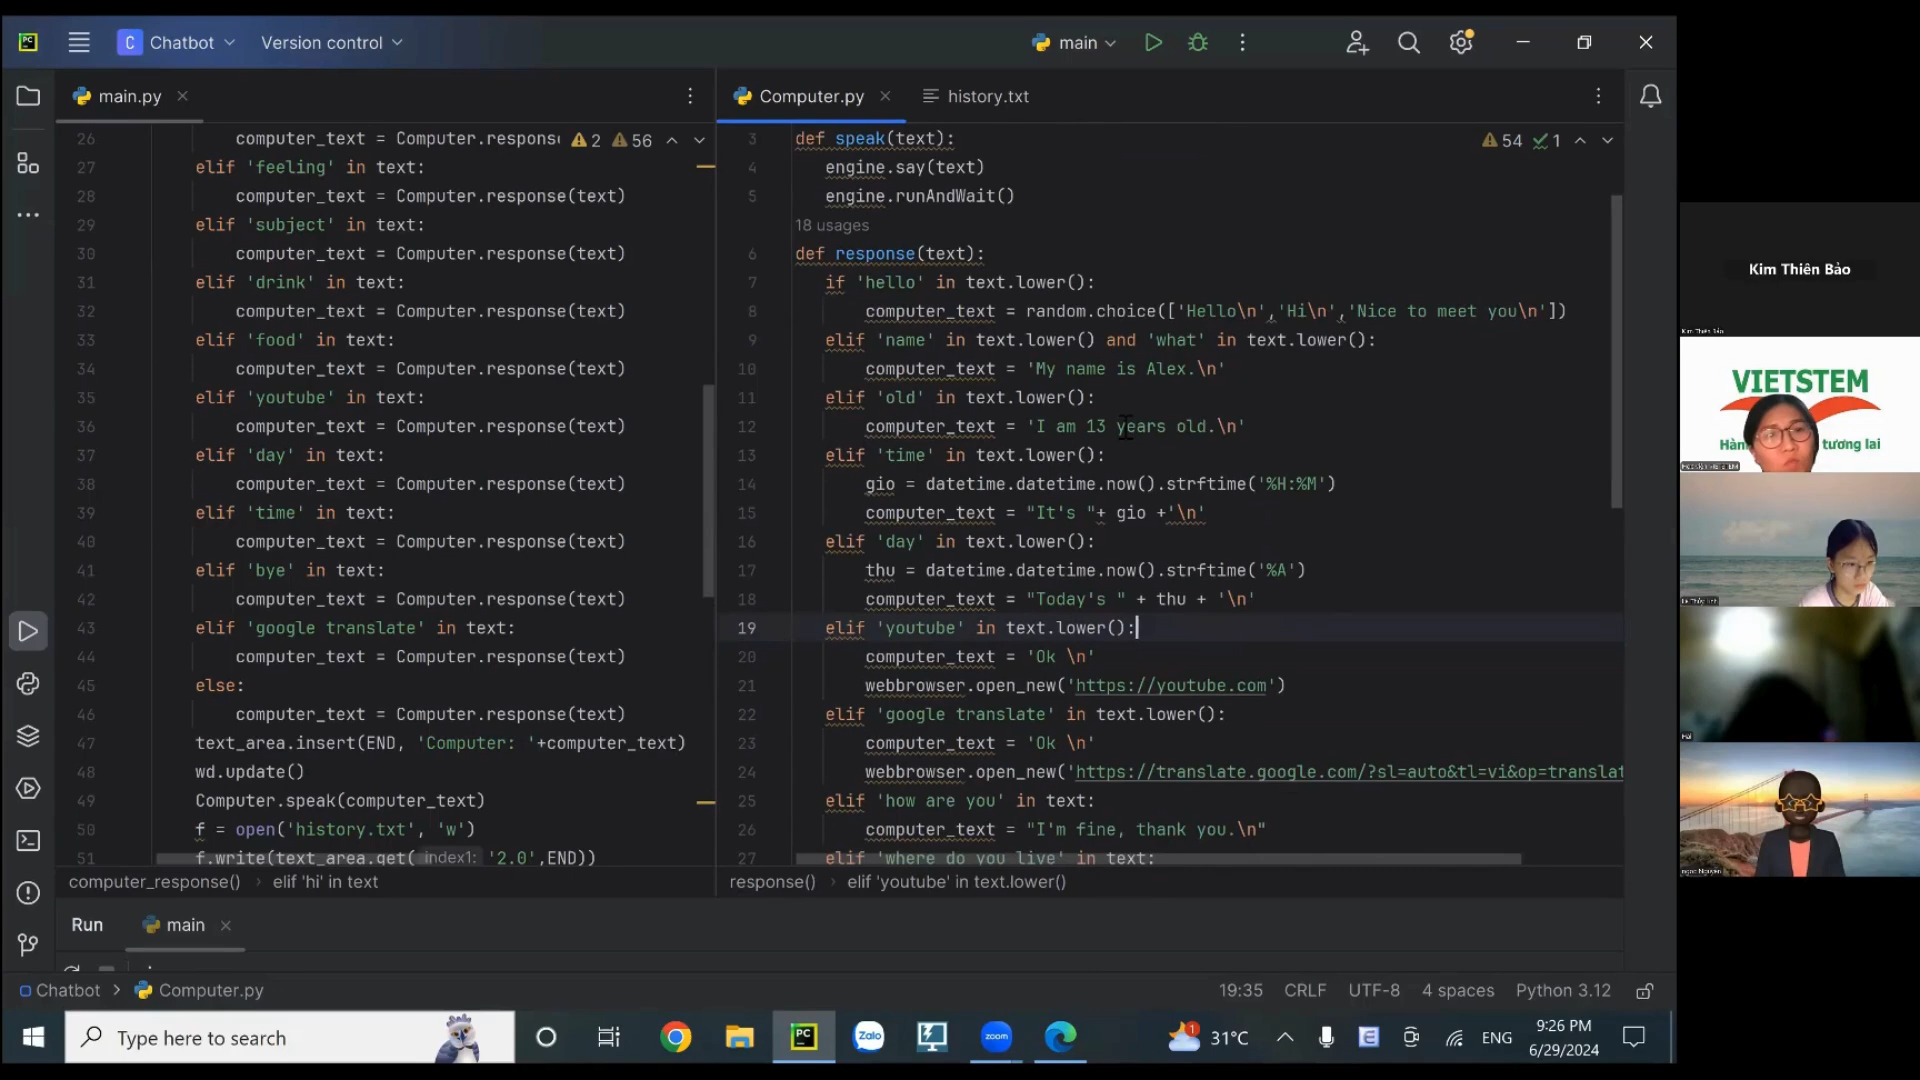 Chatbot
Version control
main
main.py
Computer.py
history.txt
26 computer_text = Computer.respons
2 56
27 elif 'feeling' in text:
28 computer_text = Computer.response(text)
29 elif 'subject' in text:
30 computer_text = Computer.response(text)
31 elif 'drink' in text:
32 computer_text = Computer.response(text)
33 elif 'food' in text:
34 computer_text = Computer.response(text)
35 elif 'youtube' in text:
36 computer_text = Computer.response(text)
37 elif 'day' in text:
38 computer_text = Computer.response(text)
39 elif 'time' in text:
40 computer_text = Computer.response(text)
41 elif 'bye' in text:
42 computer_text = Computer.response(text)
43 elif 'google translate' in text:
44 computer_text = Computer.response(text)
45 else:
46 computer_text = Computer.response(text)
47 text_area.insert(END, 'Computer: '+computer_text)
48 wd.update()
49 Computer.speak(computer_text)
50 f = open('history.txt', 'w')
51 f.write(text_area.get( index1: '2.0',END))
computer_response() > elif 'hi' in text
3 def speak(text):
54 1
4 engine.say(text)
5 engine.runAndWait()
18 usages
6 def response(text):
7 if 'hello' in text.lower():
8 computer_text = random.choice(['Hello\n','Hi\n','Nice to meet you\n'])
9 elif 'name' in text.lower() and 'what' in text.lower():
10 computer_text = 'My name is Alex.\n'
11 elif 'old' in text.lower():
12 computer_text = 'I am 13 years old.\n'
13 elif 'time' in text.lower():
14 gio = datetime.datetime.now().strftime('%H:%M')
15 computer_text = "It's "+ gio +'\n'
16 elif 'day' in text.lower():
17 thu = datetime.datetime.now().strftime('%A')
18 computer_text = "Today's " + thu + '\n'
19 elif 'youtube' in text.lower():
20 computer_text = 'Ok \n'
21 webbrowser.open_new('https://youtube.com')
22 elif 'google translate' in text.lower():
23 computer_text = 'Ok \n'
24 webbrowser.open_new('https://translate.google.com/?sl=auto&tl=vi&op=translat
25 elif 'how are you' in text:
26 computer_text = "I'm fine, thank you.\n"
27 elif 'where do you live' in text:
response() > elif 'youtube' in text.lower()
Run
main
Chatbot > Computer.py
19:35 CRLF UTF-8 4 spaces Python 3.12
Type here to search
Zalo
zoom
31°C
ENG
9:26 PM
6/29/2024
Kim Thiên Bảo
Kim Thiên Bảo
VIETSTEM
Hàn tương lai